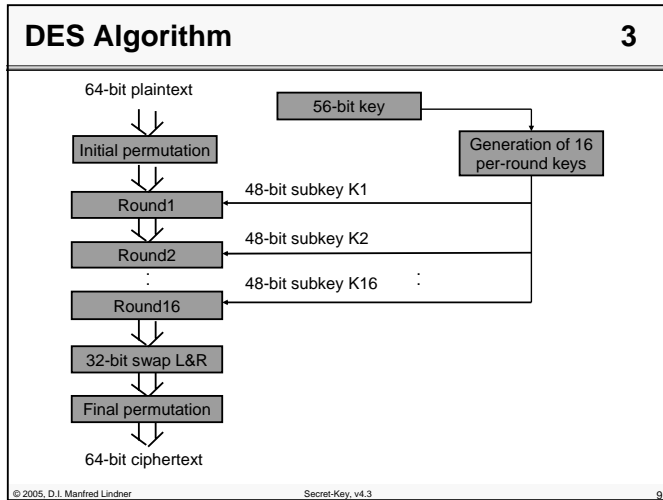 DES Algorithm 3
64-bit plaintext
56-bit key
Initial permutation
Generation of 16
per-round keys
48-bit subkey K1
Round1
48-bit subkey K2
Round2
:
48-bit subkey K16 :
Round16
32-bit swap L&R
Final permutation
64-bit ciphertext
© 2005, D.I. Manfred Lindner Secret-Key, v4.3 9